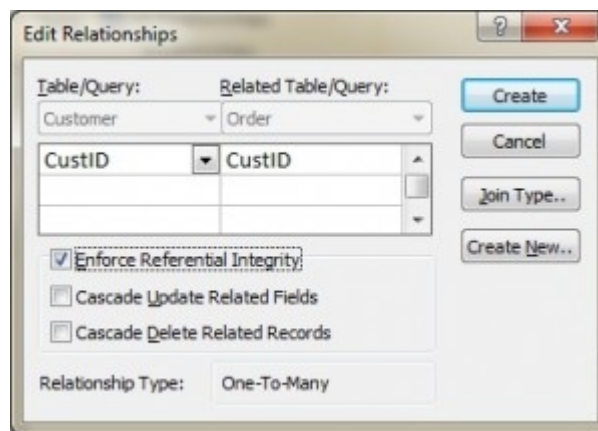 Edit Relationships
Table/Query:
Related Table/Query:
Customer
Order
CustID
CustID
Enforce Referential Integrity
Cascade Update Related Fields
Cascade Delete Related Records
Relationship Type:
One-To-Many
Create
Cancel
Join Type..
Create New..